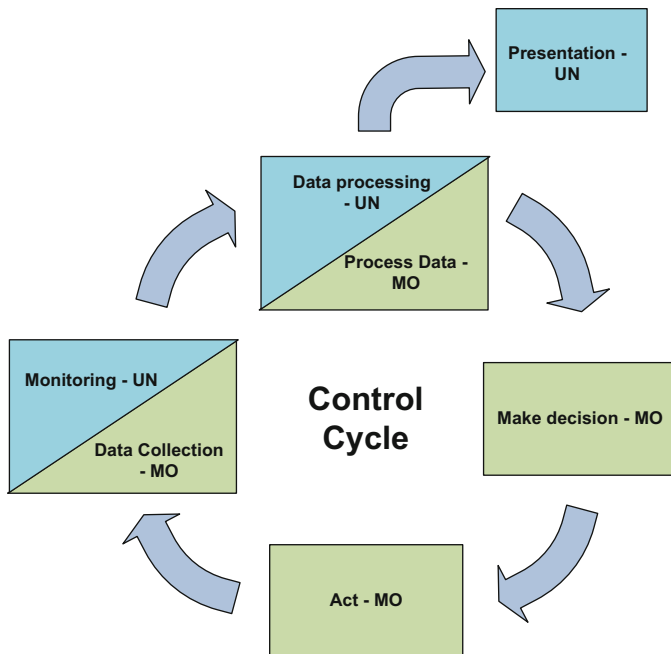 Presentation -
UN
Data processing
- UN
Process Data -
MO
Monitoring - UN
Data Collection
- MO
Control
Cycle
Make decision - MO
Act - MO